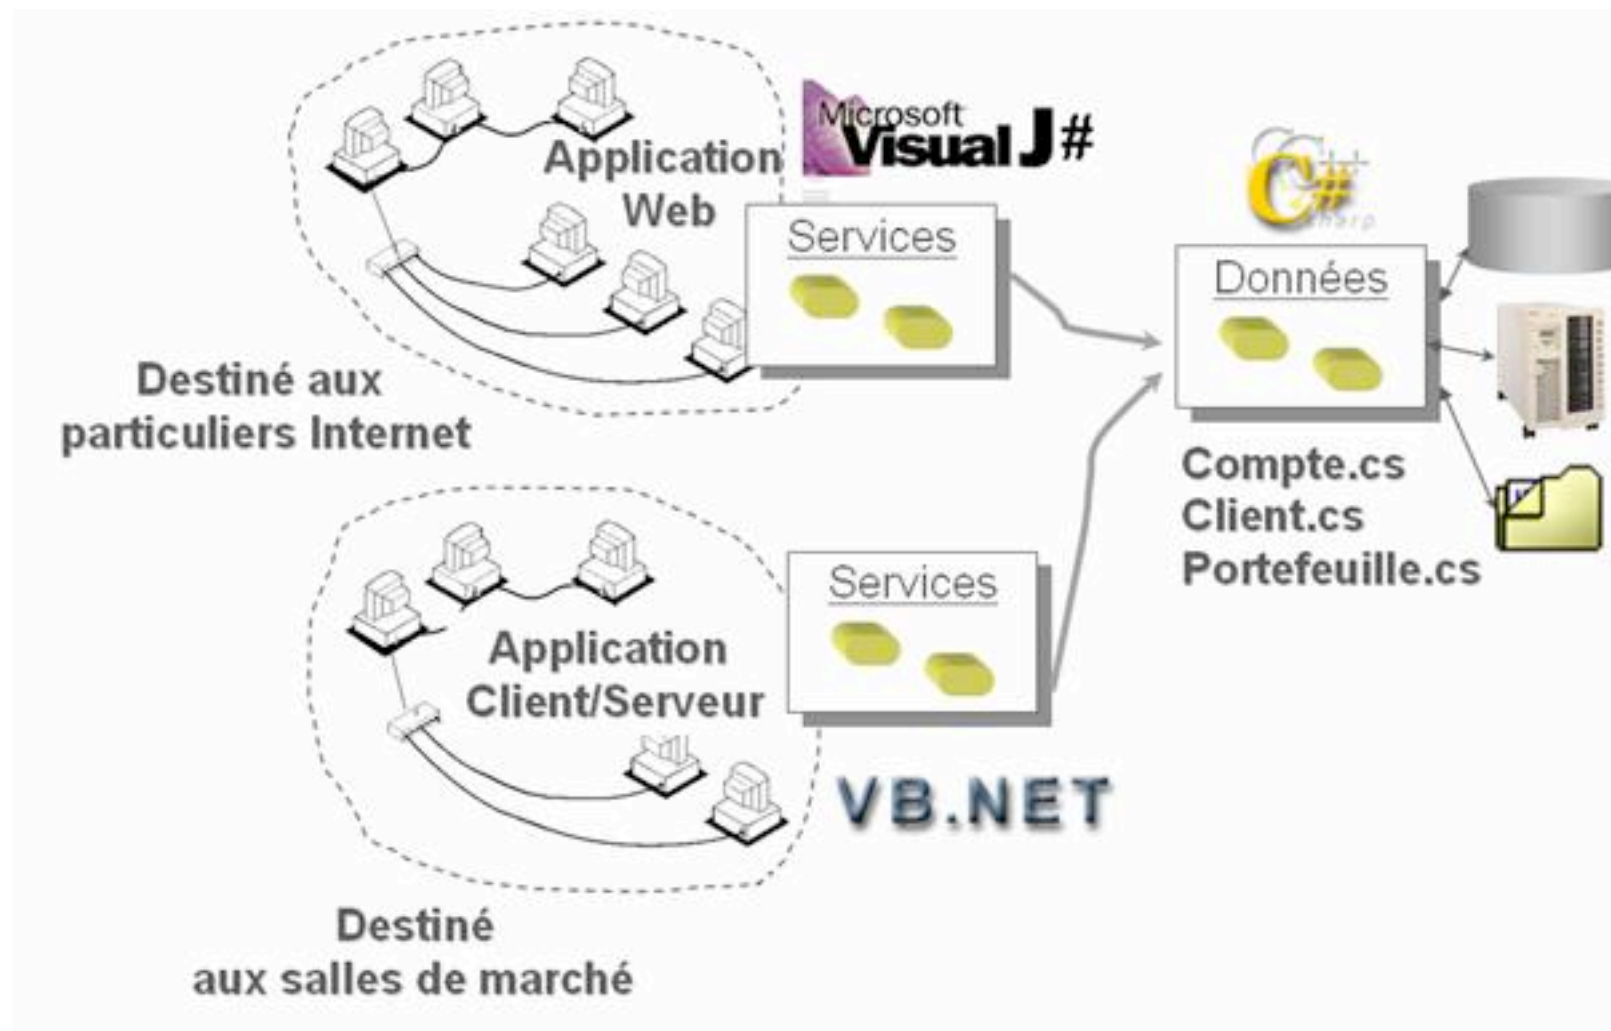 Application
Web
Destiné aux
particuliers Internet
Microsoft
Visual J#
Services
C++
C#
sharp
Données
Compte.cs
Client.cs
Portefeuille.cs
Application
Client/Serveur
Services
VB.NET
Destiné
aux salles de marché